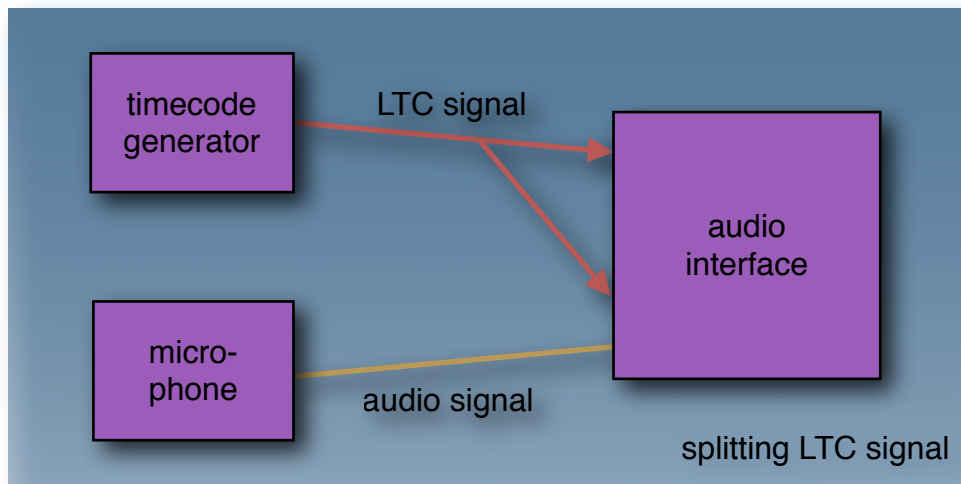 timecode
generator
LTC signal
audio
interface
micro-
phone
audio signal
splitting LTC signal